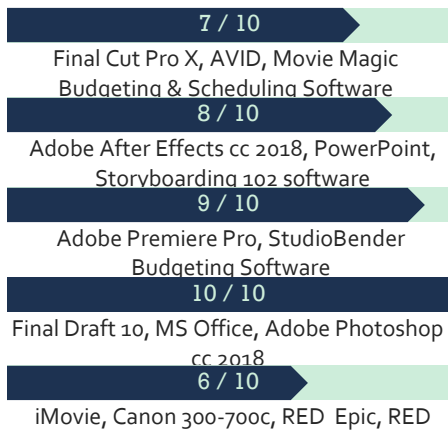 7 / 10
Final Cut Pro X, AVID, Movie Magic
Budgeting & Scheduling Software
8 / 10
Adobe After Effects cc 2018, PowerPoint,
Storyboarding 102 software
9 / 10
Adobe Premiere Pro, StudioBender
Budgeting Software
10 / 10
Final Draft 10, MS Office, Adobe Photoshop
cc 2018
6 / 10
iMovie, Canon 300-700c, RED Epic, RED